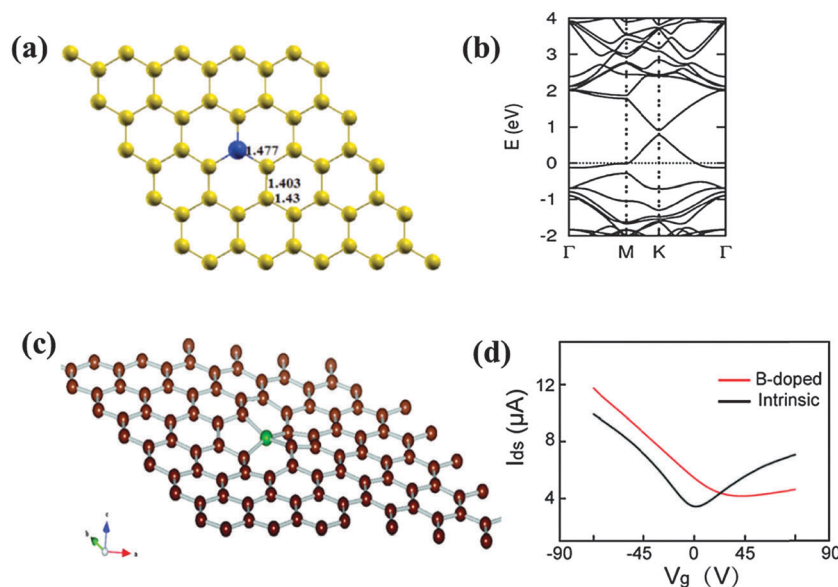 (a)
1.477
1.403
1.43
(b)
E (eV)
4
3
2
1
0
-1
-2
Γ M K Γ
(c)
c
b
a
(d)
Ids (μA)
12
8
4
B-doped
Intrinsic
-90 -45 0 45 90
Vg (V)